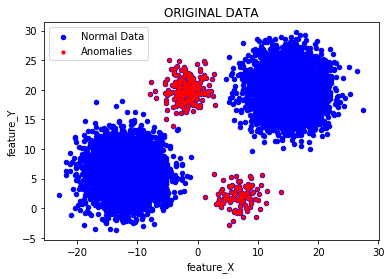 ORIGINAL DATA
Normal Data
Anomalies
30
25
20
15
10
5
0
−5
feature_Y
−20
−10
0
10
20
30
feature_X